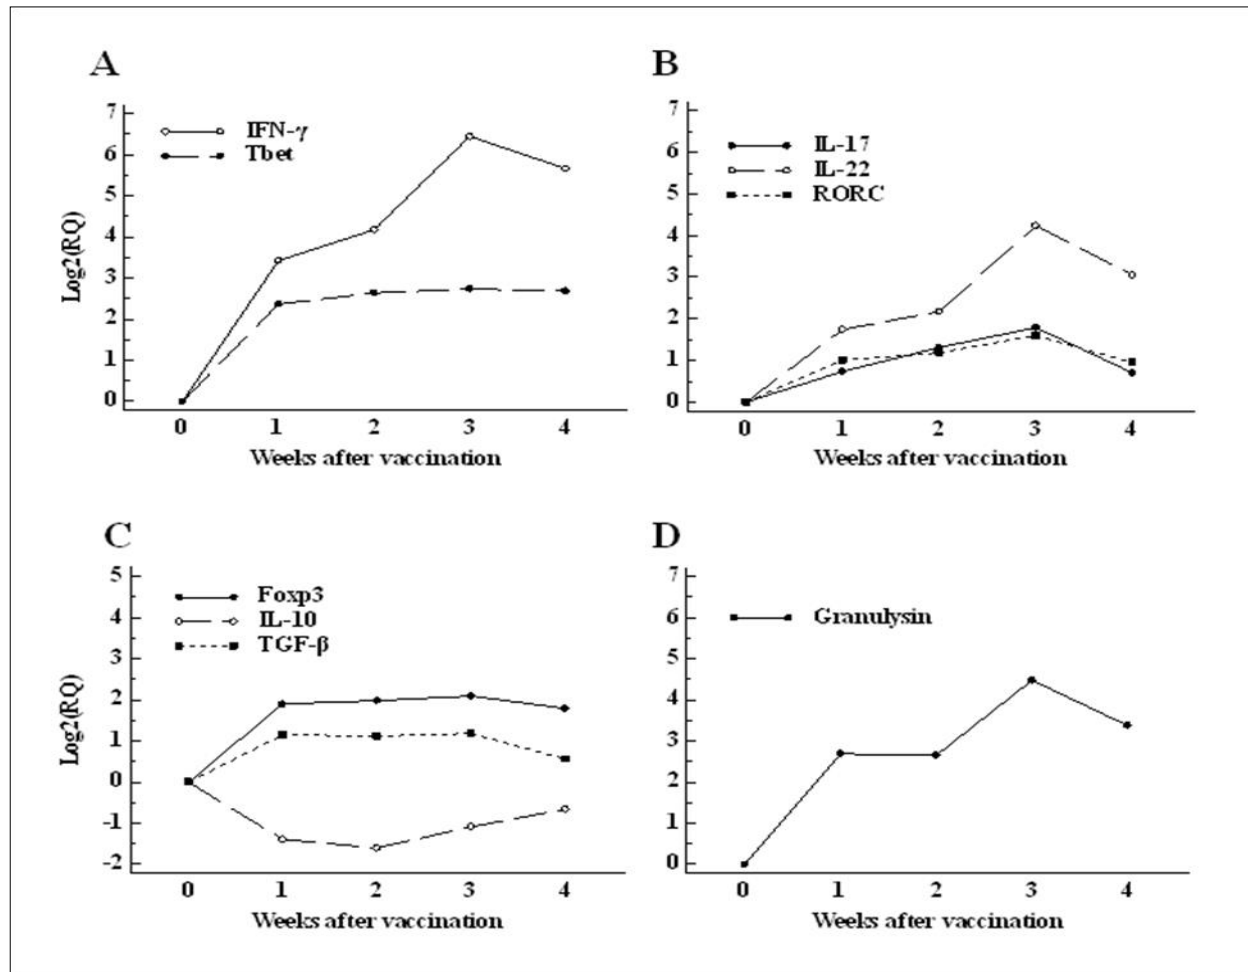 A
7
6
5
4
3
2
1
0
Log2(RQ)
IFN-γ
Tbet
0 1 2 3 4
Weeks after vaccination
B
7
6
5
4
3
2
1
0
IL-17
IL-22
RORC
0 1 2 3 4
Weeks after vaccination
C
5
4
3
2
1
0
-1
-2
Log2(RQ)
Foxp3
IL-10
TGF-β
0 1 2 3 4
Weeks after vaccination
D
7
6
5
4
3
2
1
0
Granulysin
0 1 2 3 4
Weeks after vaccination